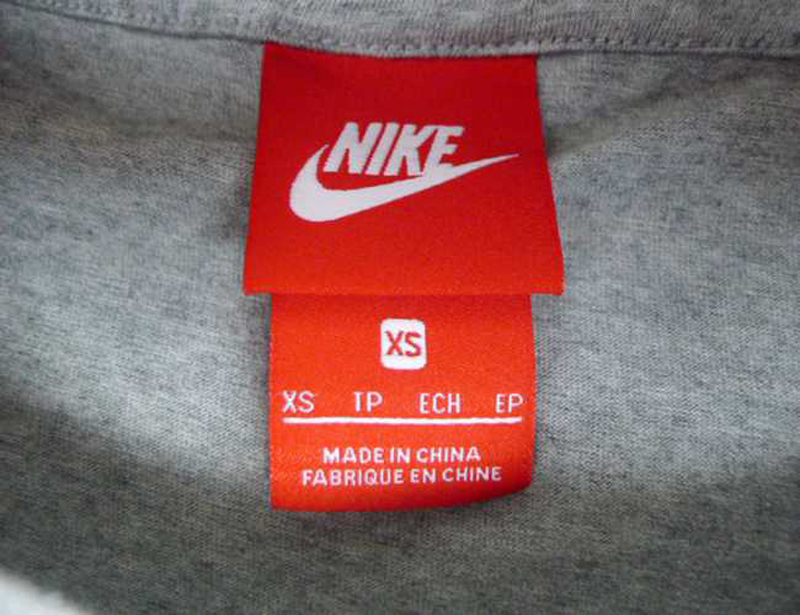 NIKE
XS
XS TP ECH EP
MADE IN CHINA
FABRIQUE EN CHINE